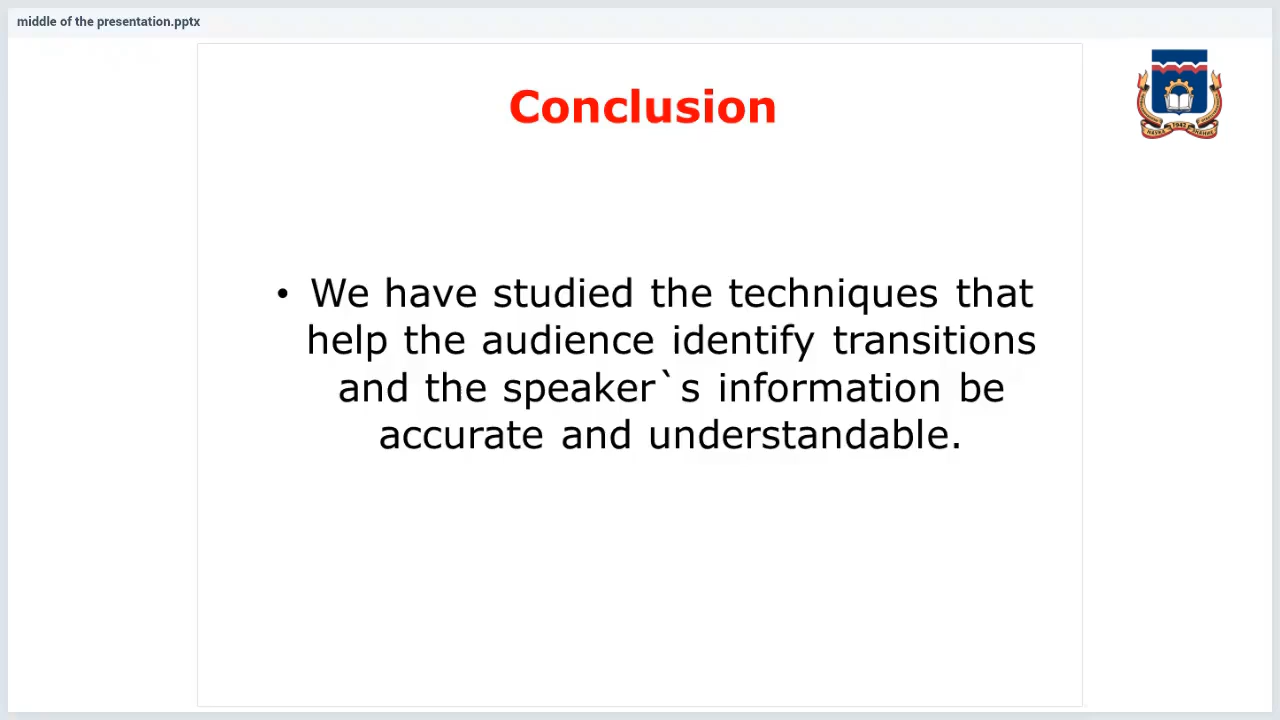 middle of the presentation.pptx
Conclusion
• We have studied the techniques that
help the audience identify transitions
and the speaker`s information be
accurate and understandable.
1942